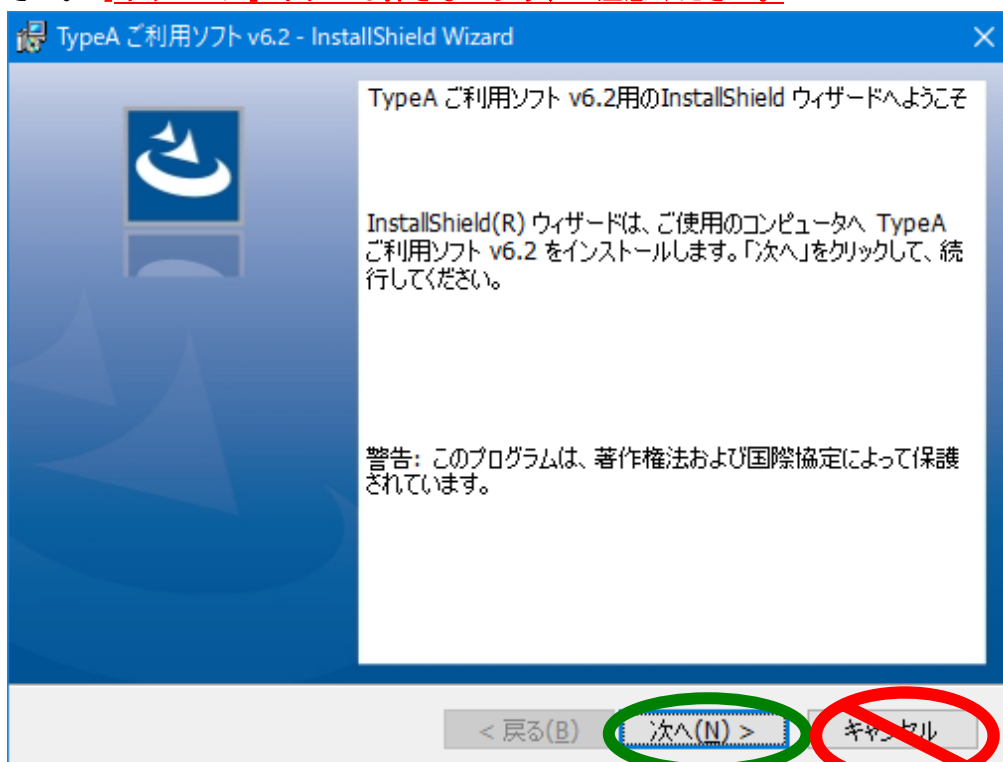 TypeA ご利用ソフト v6.2 - InstallShield Wizard
TypeA ご利用ソフト v6.2用のInstallShield ウィザードへようこそ
InstallShield(R) ウィザードは、ご使用のコンピュータへ TypeA
ご利用ソフト v6.2 をインストールします。「次へ」をクリックして、続
行してください。
警告: このプログラムは、著作権法および国際協定によって保護
されています。
< 戻る(B)
次へ(N) >
キャンセル